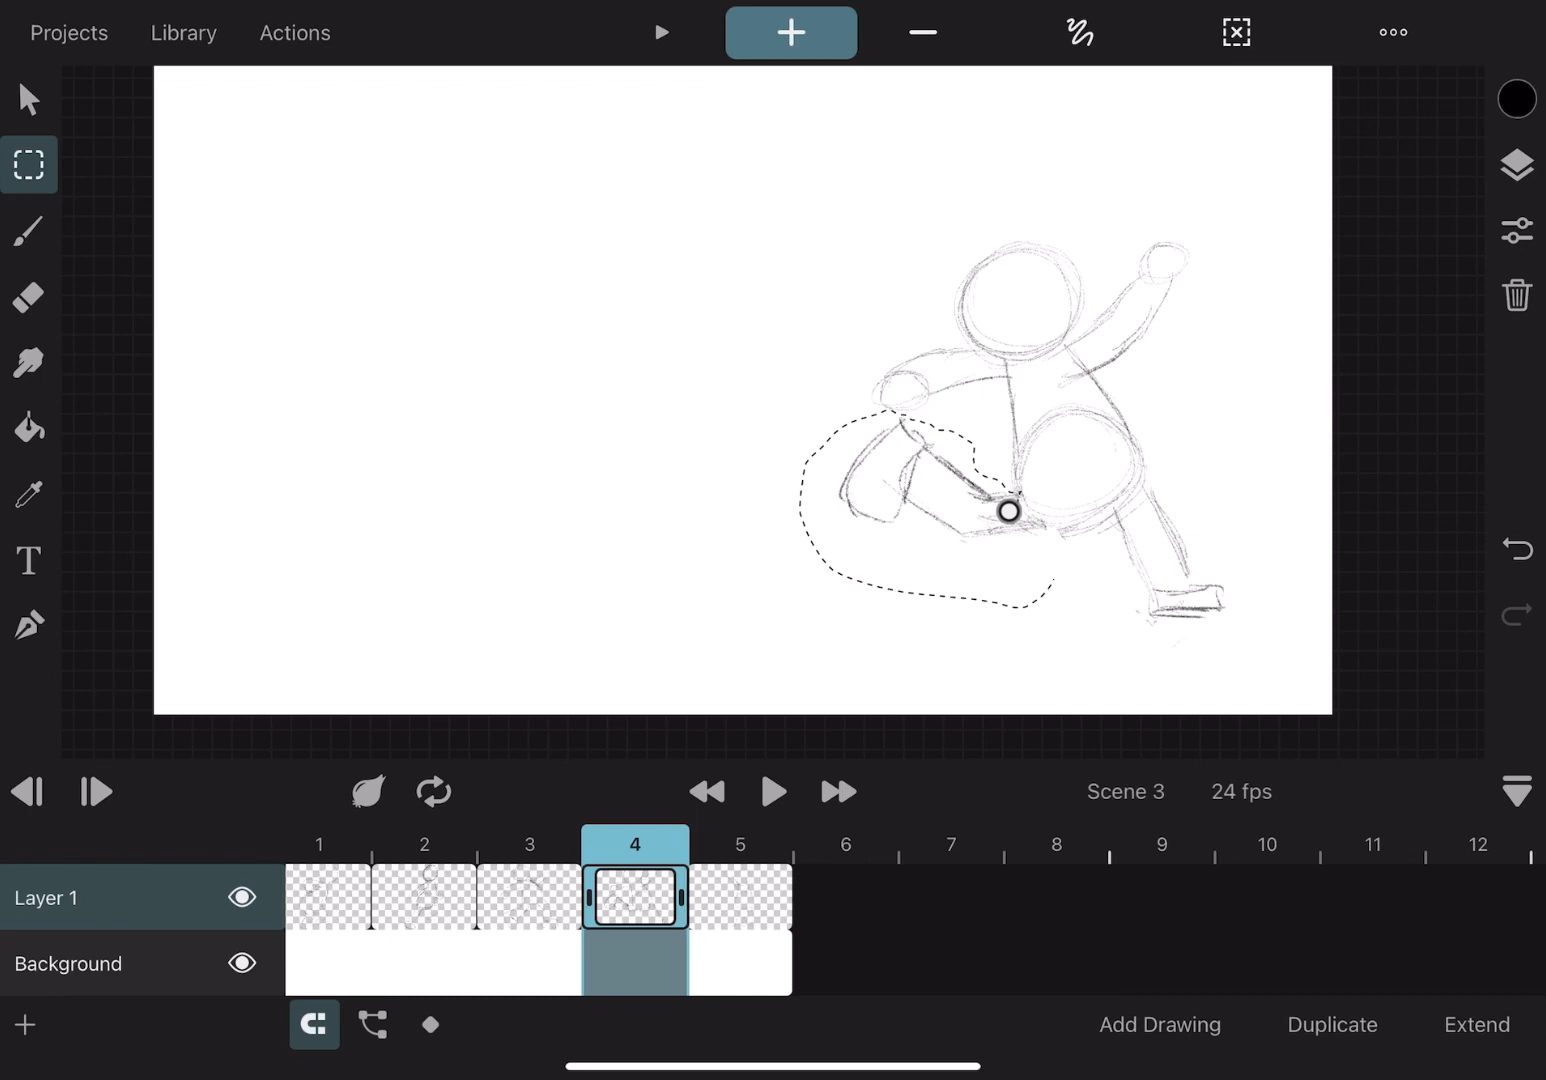 Projects Library Actions
T
Scene 3 24 fps
1 2 3 4 5 6 7 8 9 10 11 12
Layer 1
Background
Add Drawing Duplicate Extend